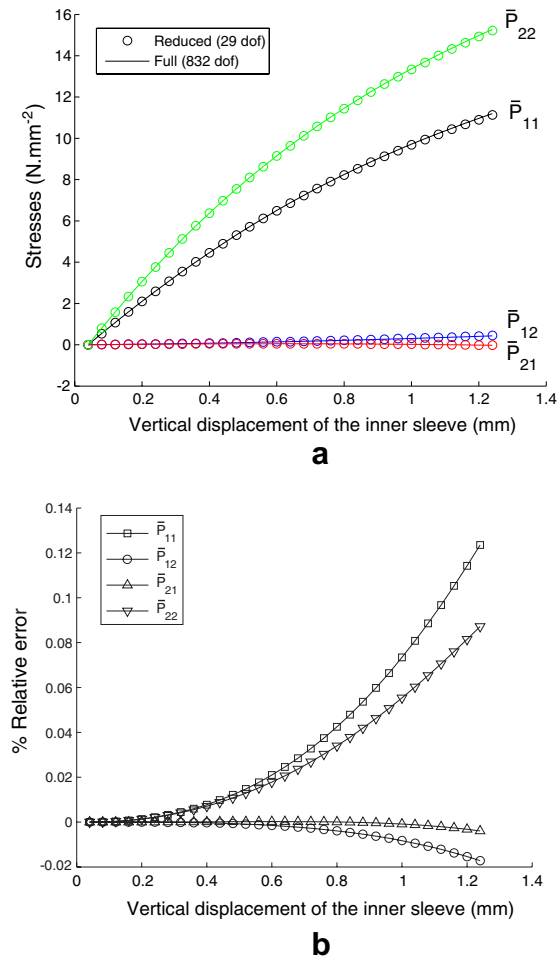 16
14
12
10
8
6
4
2
0
-2
Stresses (N.mm-2)
Reduced (29 dof)
Full (832 dof)
P̄22
P̄11
P̄12
P̄21
0 0.2 0.4 0.6 0.8 1 1.2 1.4
Vertical displacement of the inner sleeve (mm)
a
0.14
0.12
0.1
0.08
0.06
0.04
0.02
0
-0.02
% Relative error
P̄11
P̄12
P̄21
P̄22
0 0.2 0.4 0.6 0.8 1 1.2 1.4
Vertical displacement of the inner sleeve (mm)
b